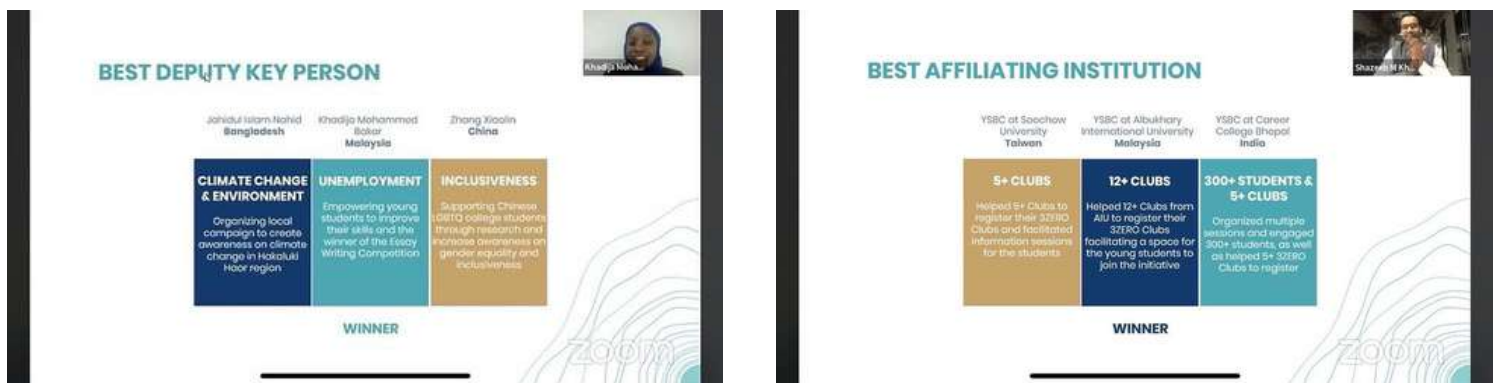 BEST DEPUTY KEY PERSON
Khadija Moha...
Jahidul Islam Nahid
Bangladesh
Khadija Mohammed
Bakar
Malaysia
Zhang Xiaolin
China
CLIMATE CHANGE
& ENVIRONMENT
Organizing local
campaign to create
awareness on climate
change in Hakaluki
Haor region
UNEMPLOYMENT
Empowering young
students to improve
their skills and the
winner of the Essay
Writing Competition
INCLUSIVENESS
Supporting Chinese
LGBTQ college students
through research and
increase awareness on
gender equality and
inclusiveness
WINNER
zoom
BEST AFFILIATING INSTITUTION
Shazeeb M Kh...
YSBC at Soochow
University
Taiwan
YSBC at Albukhary
International University
Malaysia
YSBC at Career
College Bhopal
India
5+ CLUBS
Helped 5+ Clubs to
register their 3ZERO
Clubs and facilitated
information sessions
for the students
12+ CLUBS
Helped 12+ Clubs from
AIU to register their
3ZERO Clubs
facilitating a space for
the young students to
join the initiative
300+ STUDENTS &
5+ CLUBS
Organized multiple
sessions and engaged
300+ students, as well
as helped 5+ 3ZERO
Clubs to register
WINNER
zoom